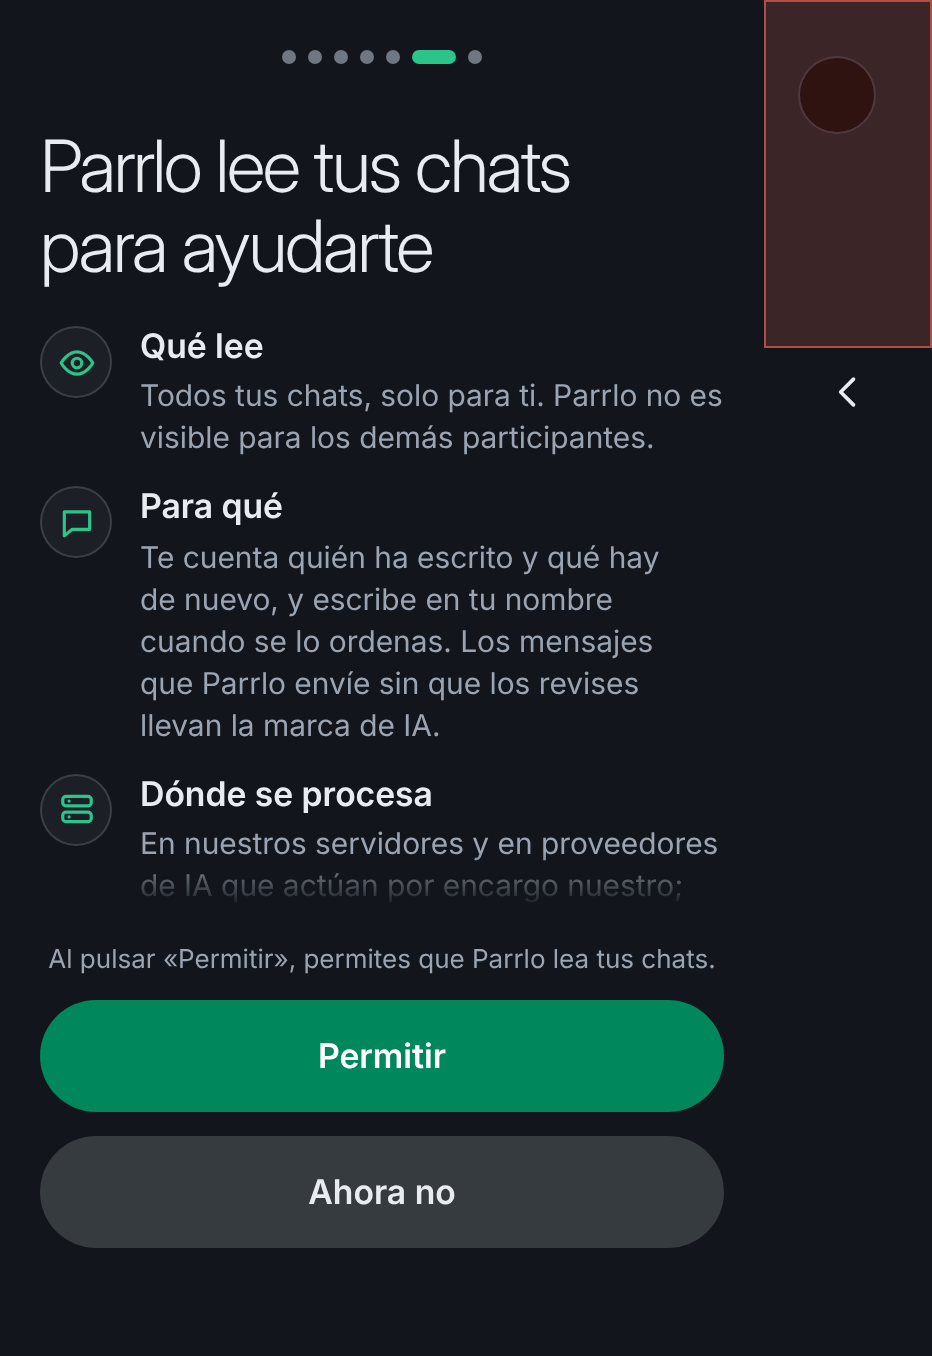 Parrlo lee tus chats
para ayudarte
Qué lee
Todos tus chats, solo para ti. Parrlo no es
visible para los demás participantes.
Para qué
Te cuenta quién ha escrito y qué hay
de nuevo, y escribe en tu nombre
cuando se lo ordenas. Los mensajes
que Parrlo envíe sin que los revises
llevan la marca de IA.
Dónde se procesa
En nuestros servidores y en proveedores
de IA que actúan por encargo nuestro;
Al pulsar «Permitir», permites que Parrlo lea tus chats.
Permitir
Ahora no